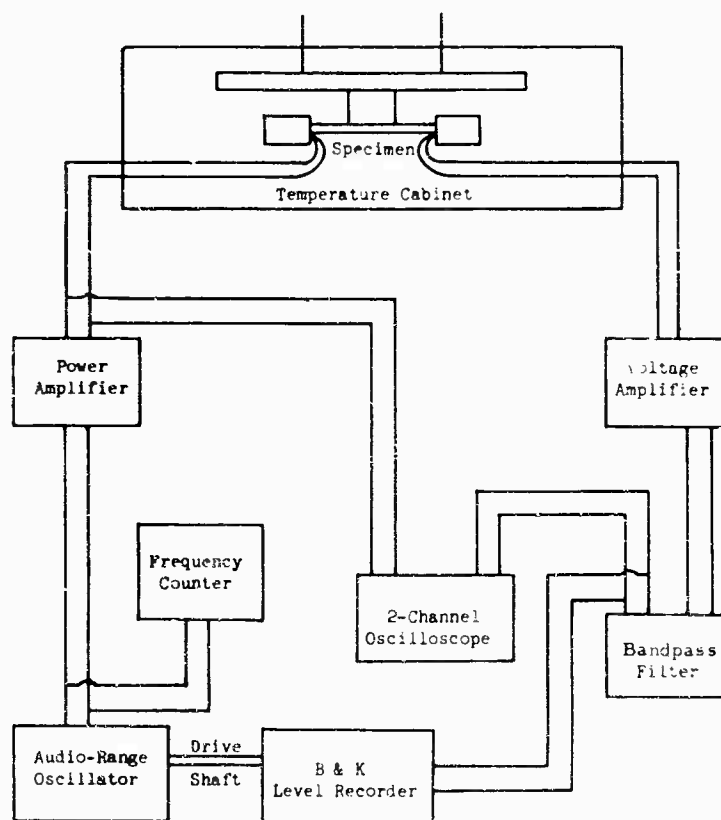 Specimen
Temperature Cabinet
Power
Amplifier
Voltage
Amplifier
Frequency
Counter
2-Channel
Oscilloscope
Bandpass
Filter
Audio-Range
Oscillator
Drive
Shaft
B & K
Level Recorder